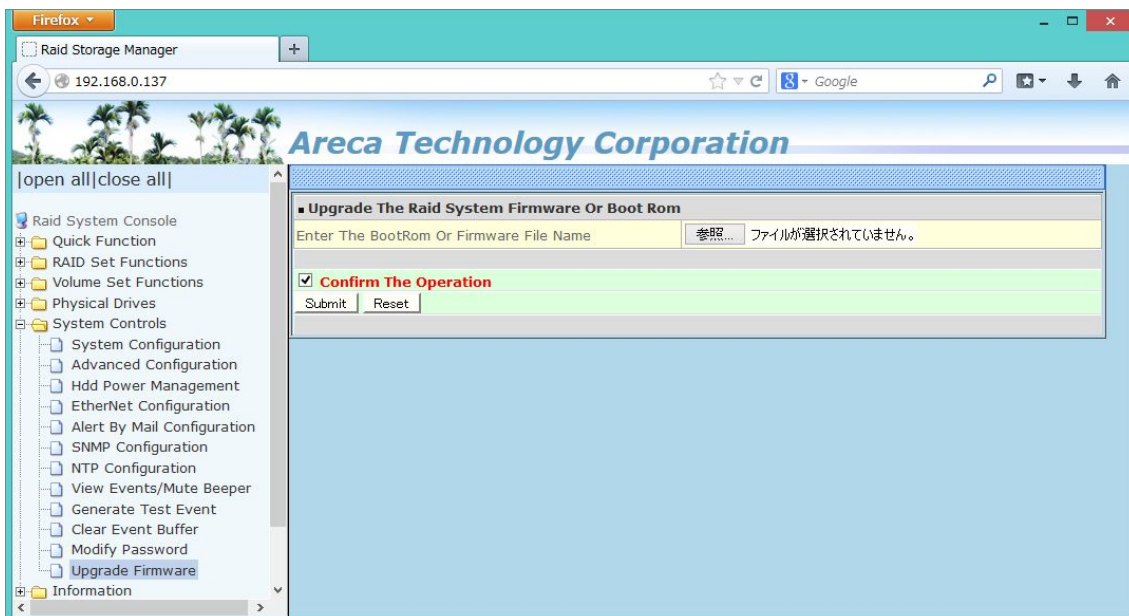 Firefox
Raid Storage Manager
192.168.0.137
Google
Areca Technology Corporation
|open all|close all|
Raid System Console
Quick Function
RAID Set Functions
Volume Set Functions
Physical Drives
System Controls
System Configuration
Advanced Configuration
Hdd Power Management
EtherNet Configuration
Alert By Mail Configuration
SNMP Configuration
NTP Configuration
View Events/Mute Beeper
Generate Test Event
Clear Event Buffer
Modify Password
Upgrade Firmware
Information
Upgrade The Raid System Firmware Or Boot Rom
Enter The BootRom Or Firmware File Name
参照... ファイルが選択されていません。
Confirm The Operation
Submit Reset